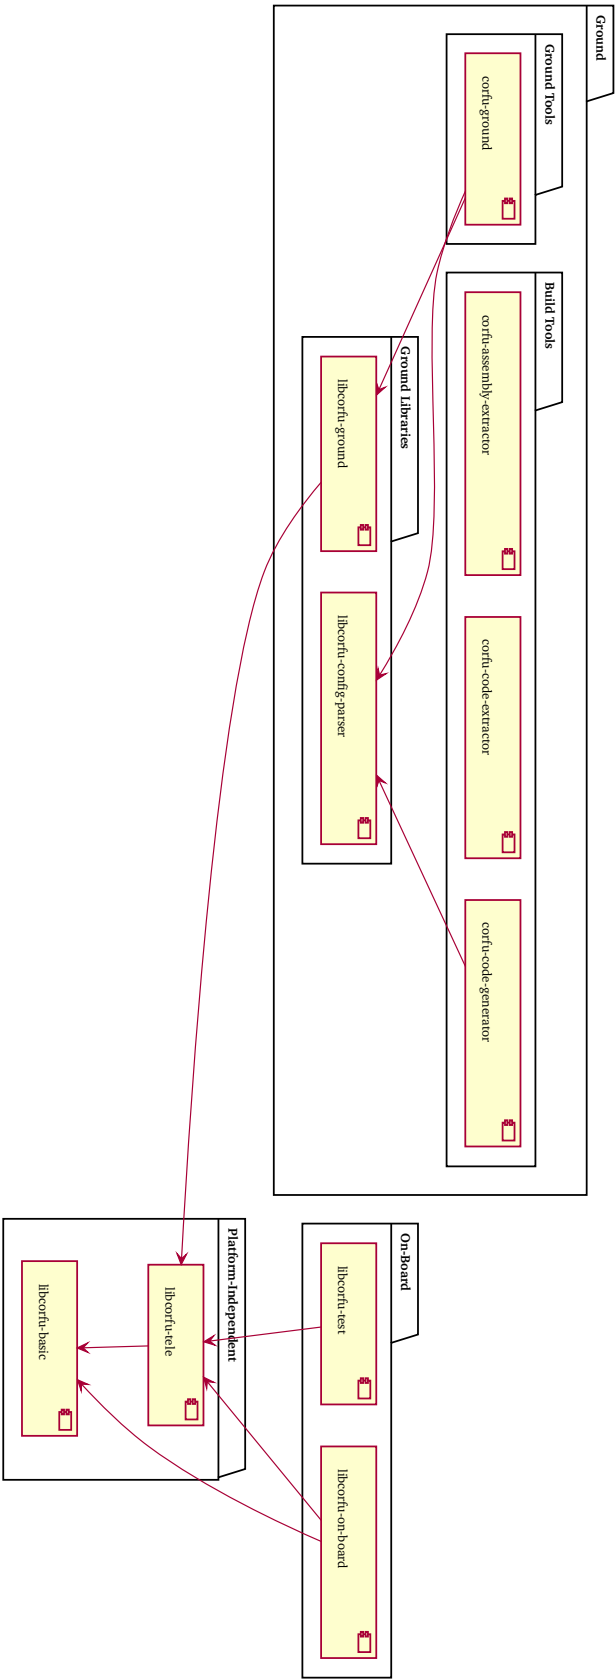 Ground
Ground Tools
corfu-ground
Build Tools
corfu-assembly-extractor
corfu-code-extractor
corfu-code-generator
Ground Libraries
libcorfu-ground
libcorfu-config-parser
On-Board
libcorfu-test
libcorfu-on-board
Platform-Independent
libcorfu-tele
libcorfu-basic